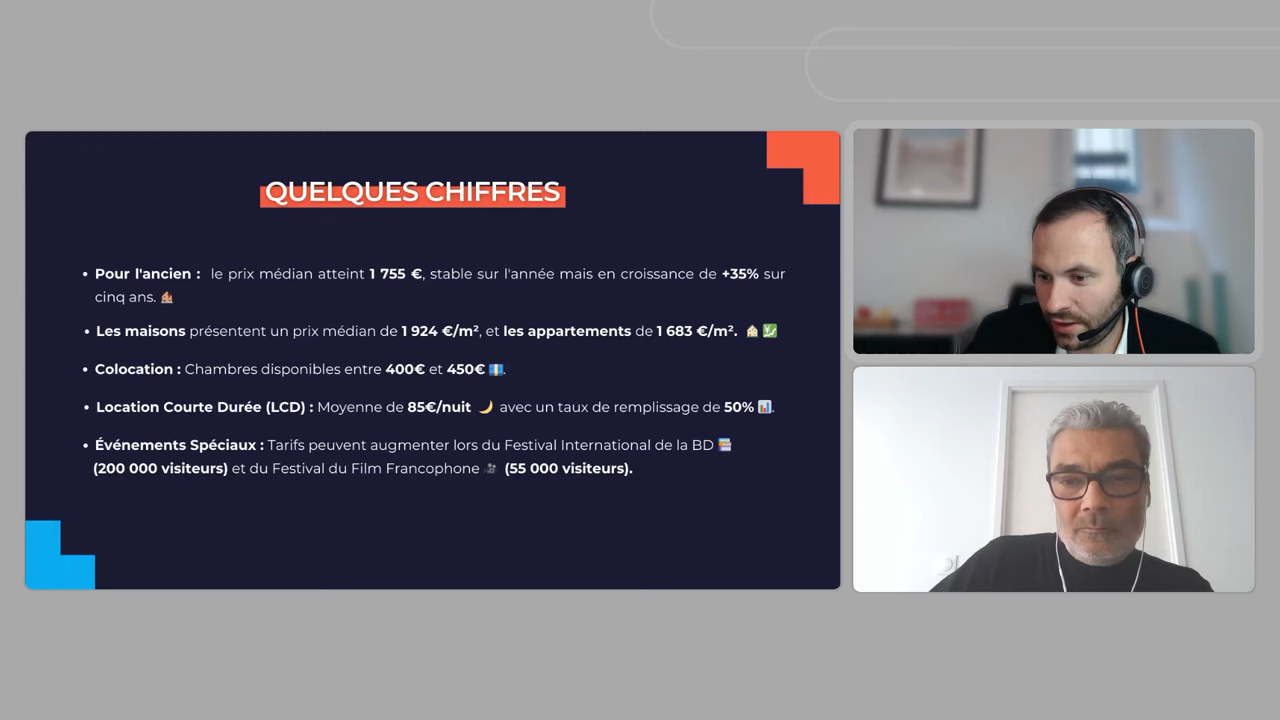 QUELQUES CHIFFRES
• Pour l'ancien : le prix médian atteint 1 755 €, stable sur l'année mais en croissance de +35% sur
cinq ans. 🏠
• Les maisons présentent un prix médian de 1 924 €/m², et les appartements de 1 683 €/m². 🏠 💹
• Colocation : Chambres disponibles entre 400€ et 450€ 💶.
• Location Courte Durée (LCD) : Moyenne de 85€/nuit 🌙 avec un taux de remplissage de 50% 📊.
• Événements Spéciaux : Tarifs peuvent augmenter lors du Festival International de la BD 📚
(200 000 visiteurs) et du Festival du Film Francophone 🎥 (55 000 visiteurs).